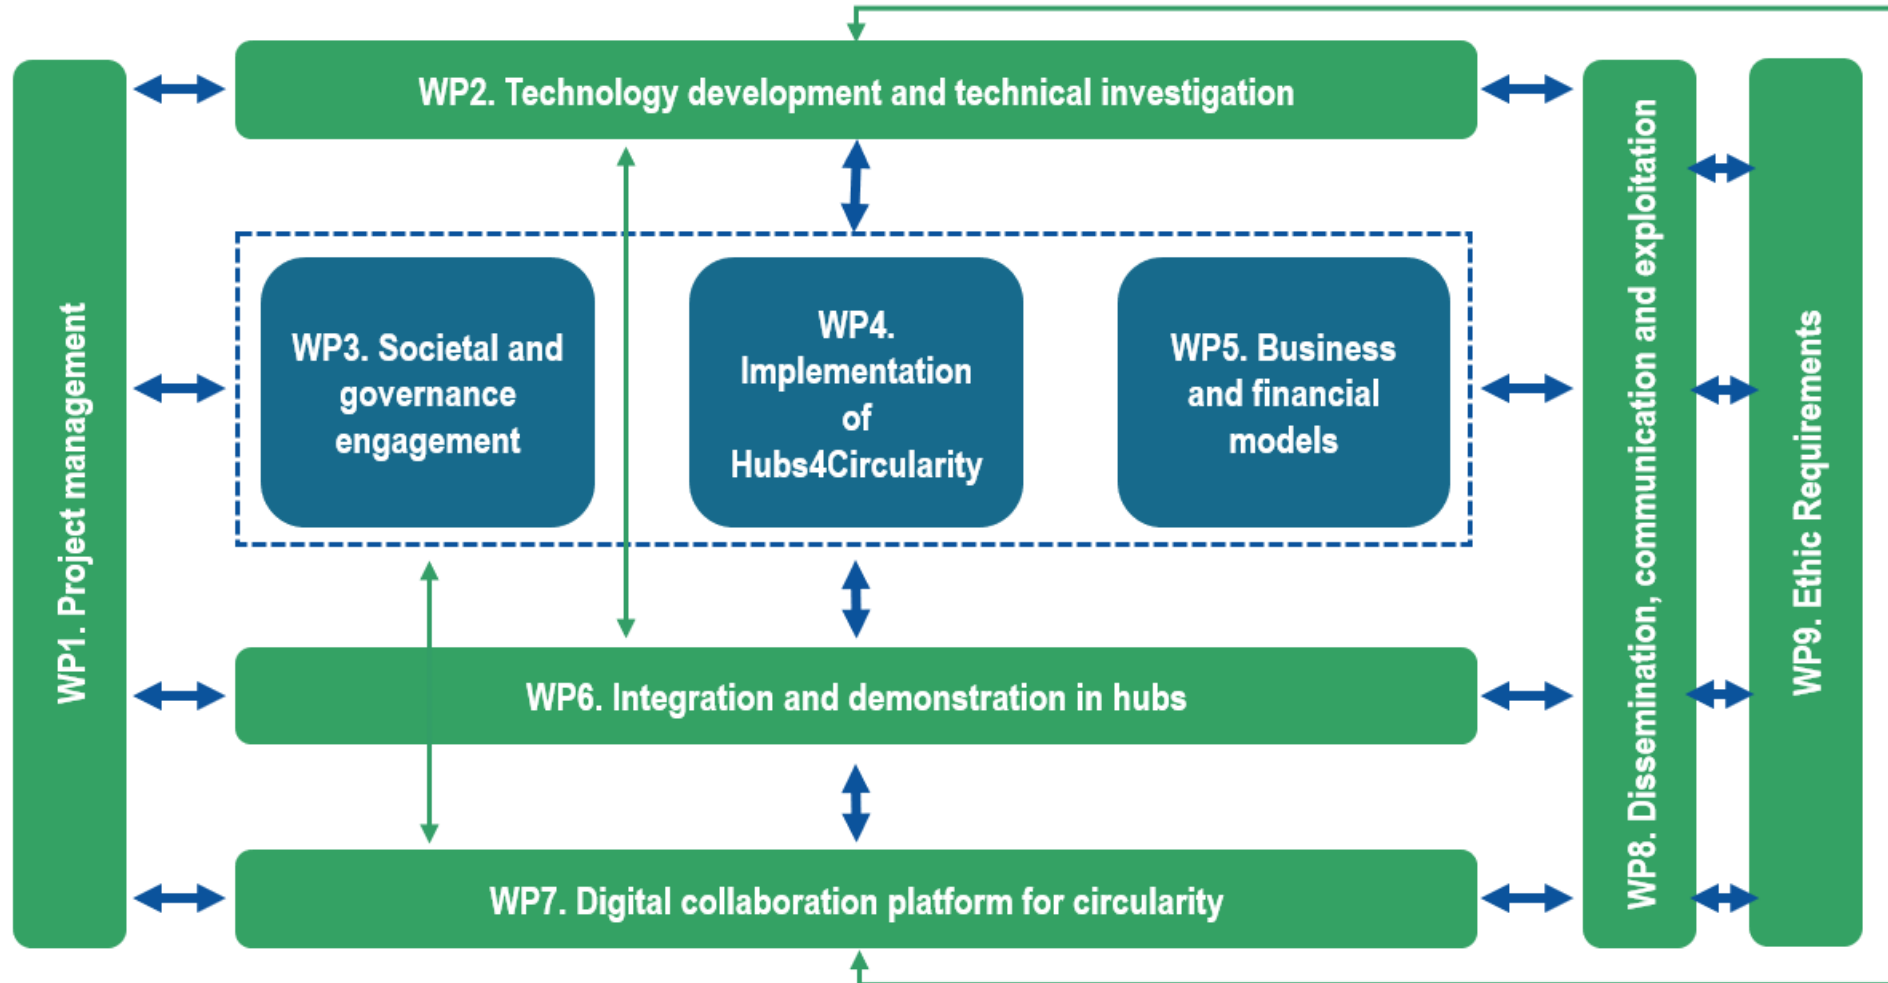 WP1. Project management
WP2. Technology development and technical investigation
WP3. Societal and
governance
engagement
WP4.
Implementation
of
Hubs4Circularity
WP5. Business
and financial
models
WP6. Integration and demonstration in hubs
WP7. Digital collaboration platform for circularity
WP8. Dissemination, communication and exploitation
WP9. Ethic Requirements